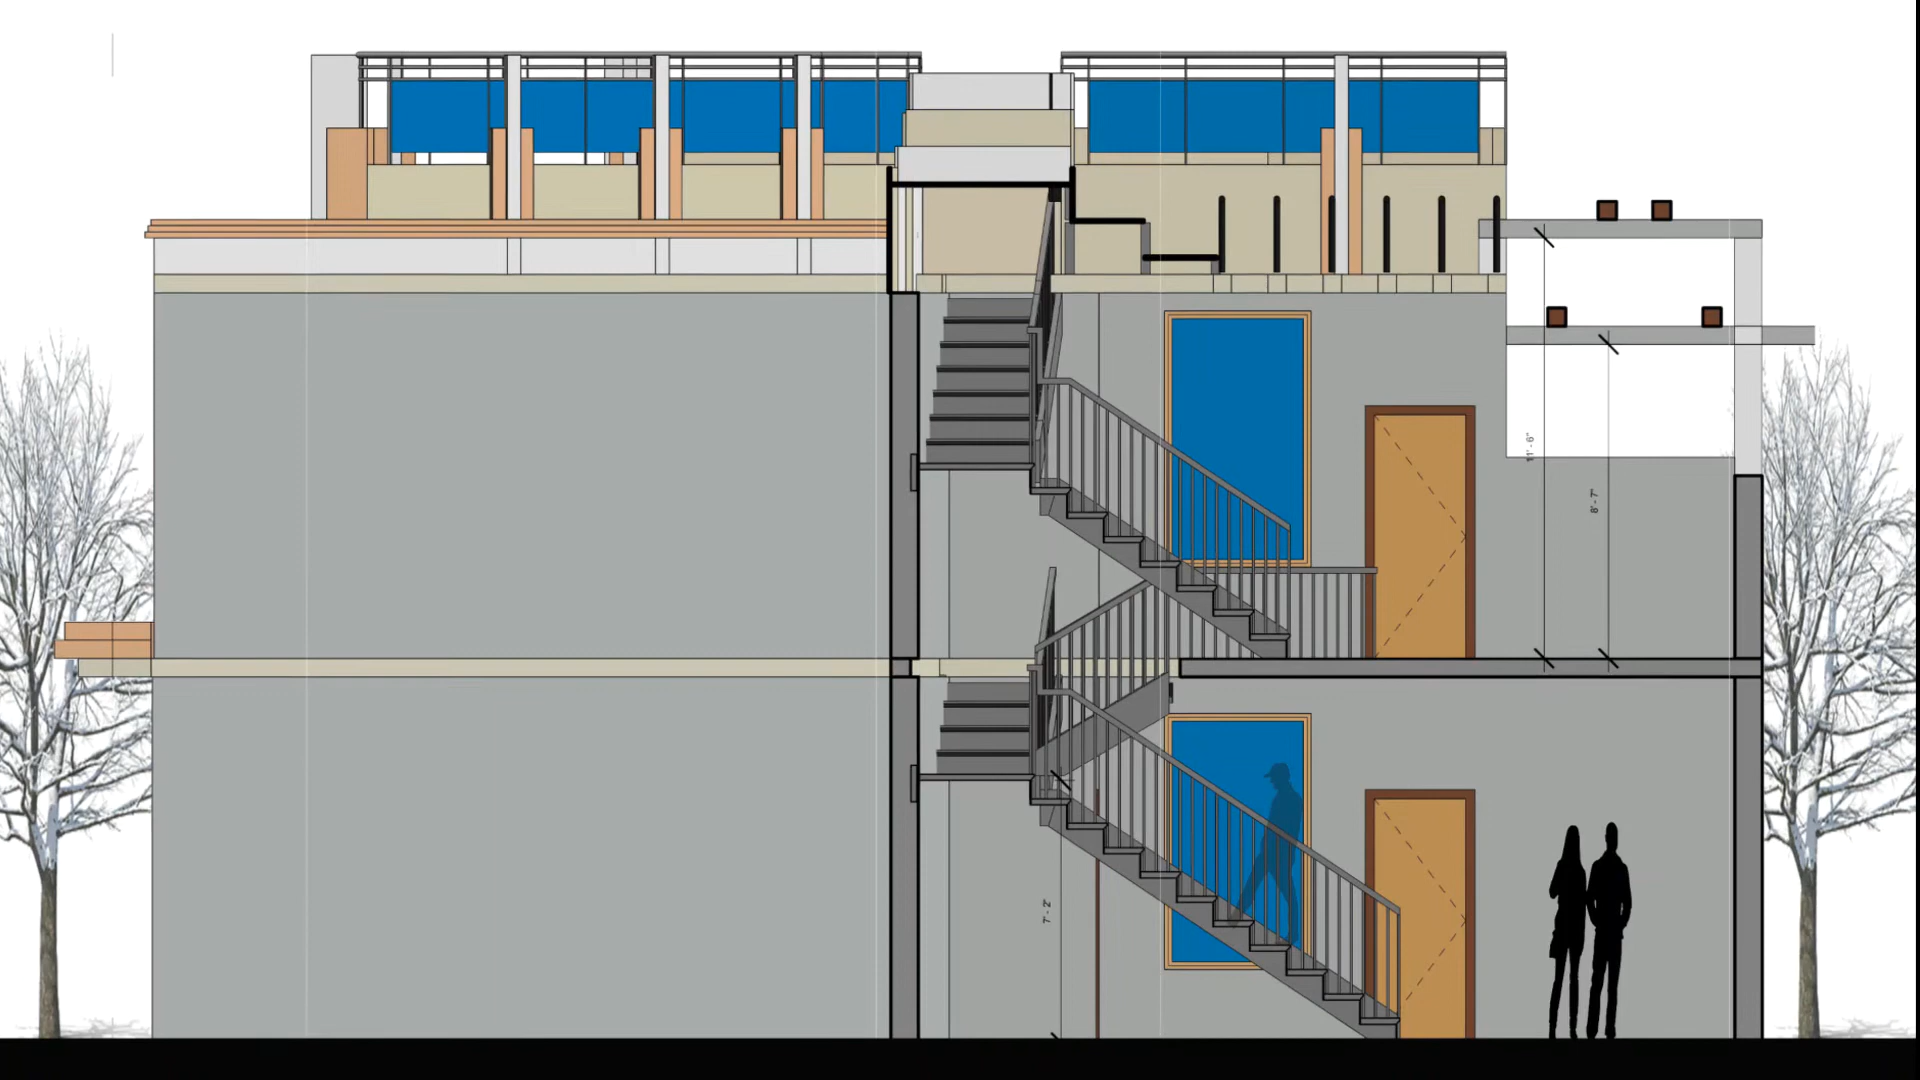 11' - 6"
8' - 7"
7' - 2"